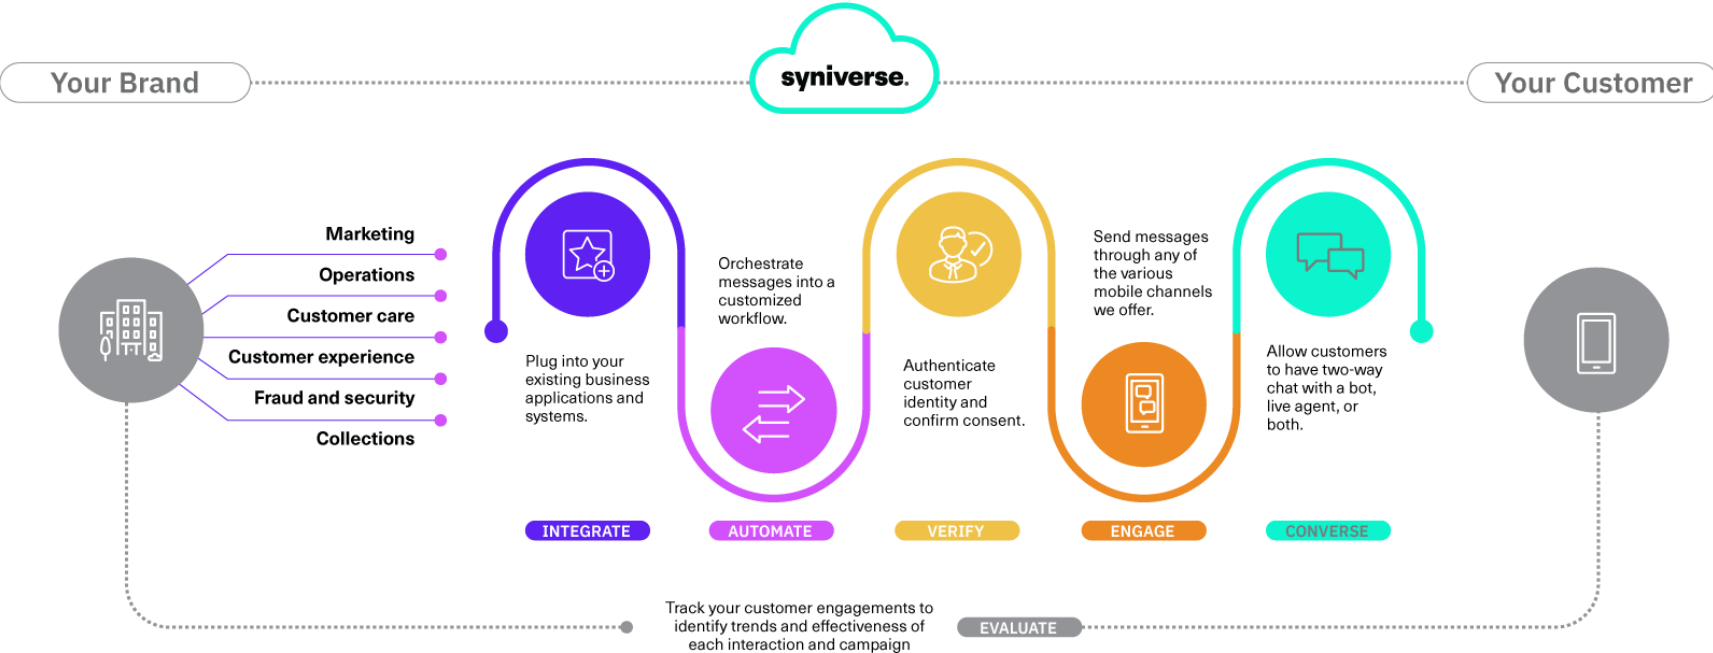 syniverse.
Your Brand
Your Customer
Marketing
Operations
Customer care
Customer experience
Fraud and security
Collections
Plug into your
existing business
applications and
systems.
Orchestrate
messages into a
customized
workflow.
Authenticate
customer
identity and
confirm consent.
Send messages
through any of
the various
mobile channels
we offer.
Allow customers
to have two-way
chat with a bot,
live agent, or
both.
INTEGRATE
AUTOMATE
VERIFY
ENGAGE
CONVERSE
Track your customer engagements to
identify trends and effectiveness of
each interaction and campaign
EVALUATE